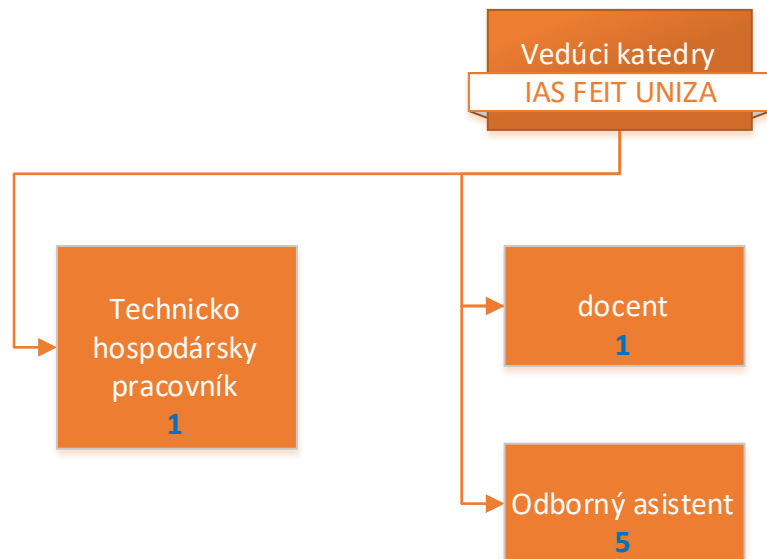 Vedúci katedry
IAS FEIT UNIZA
Technicko
hospodársky
pracovník
1
docent
1
Odborný asistent
5